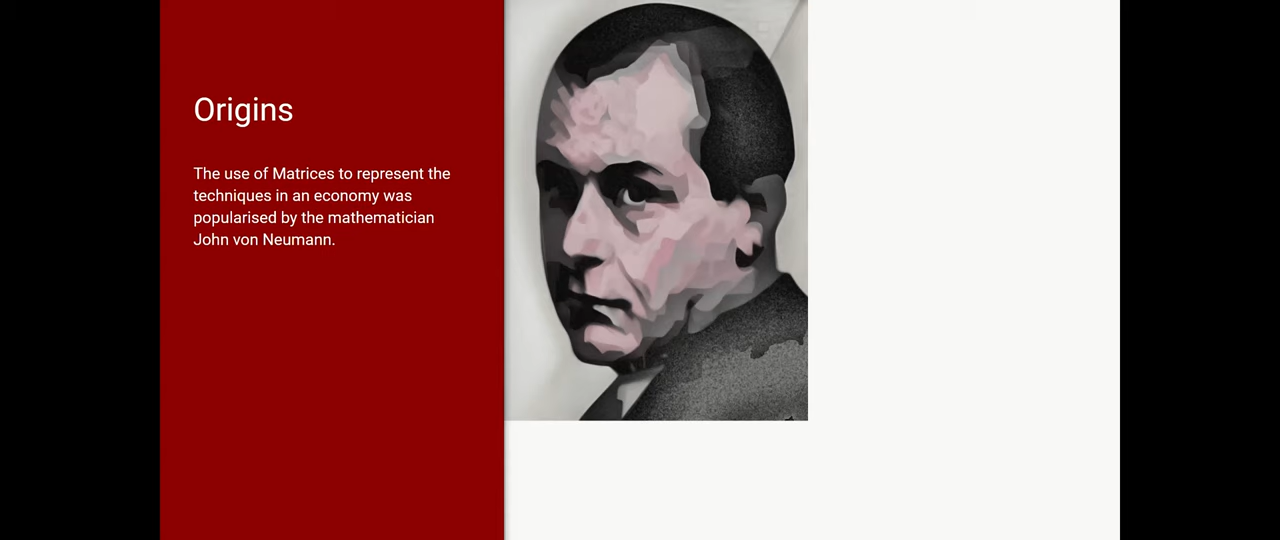 Origins
The use of Matrices to represent the
techniques in an economy was
popularised by the mathematician
John von Neumann.